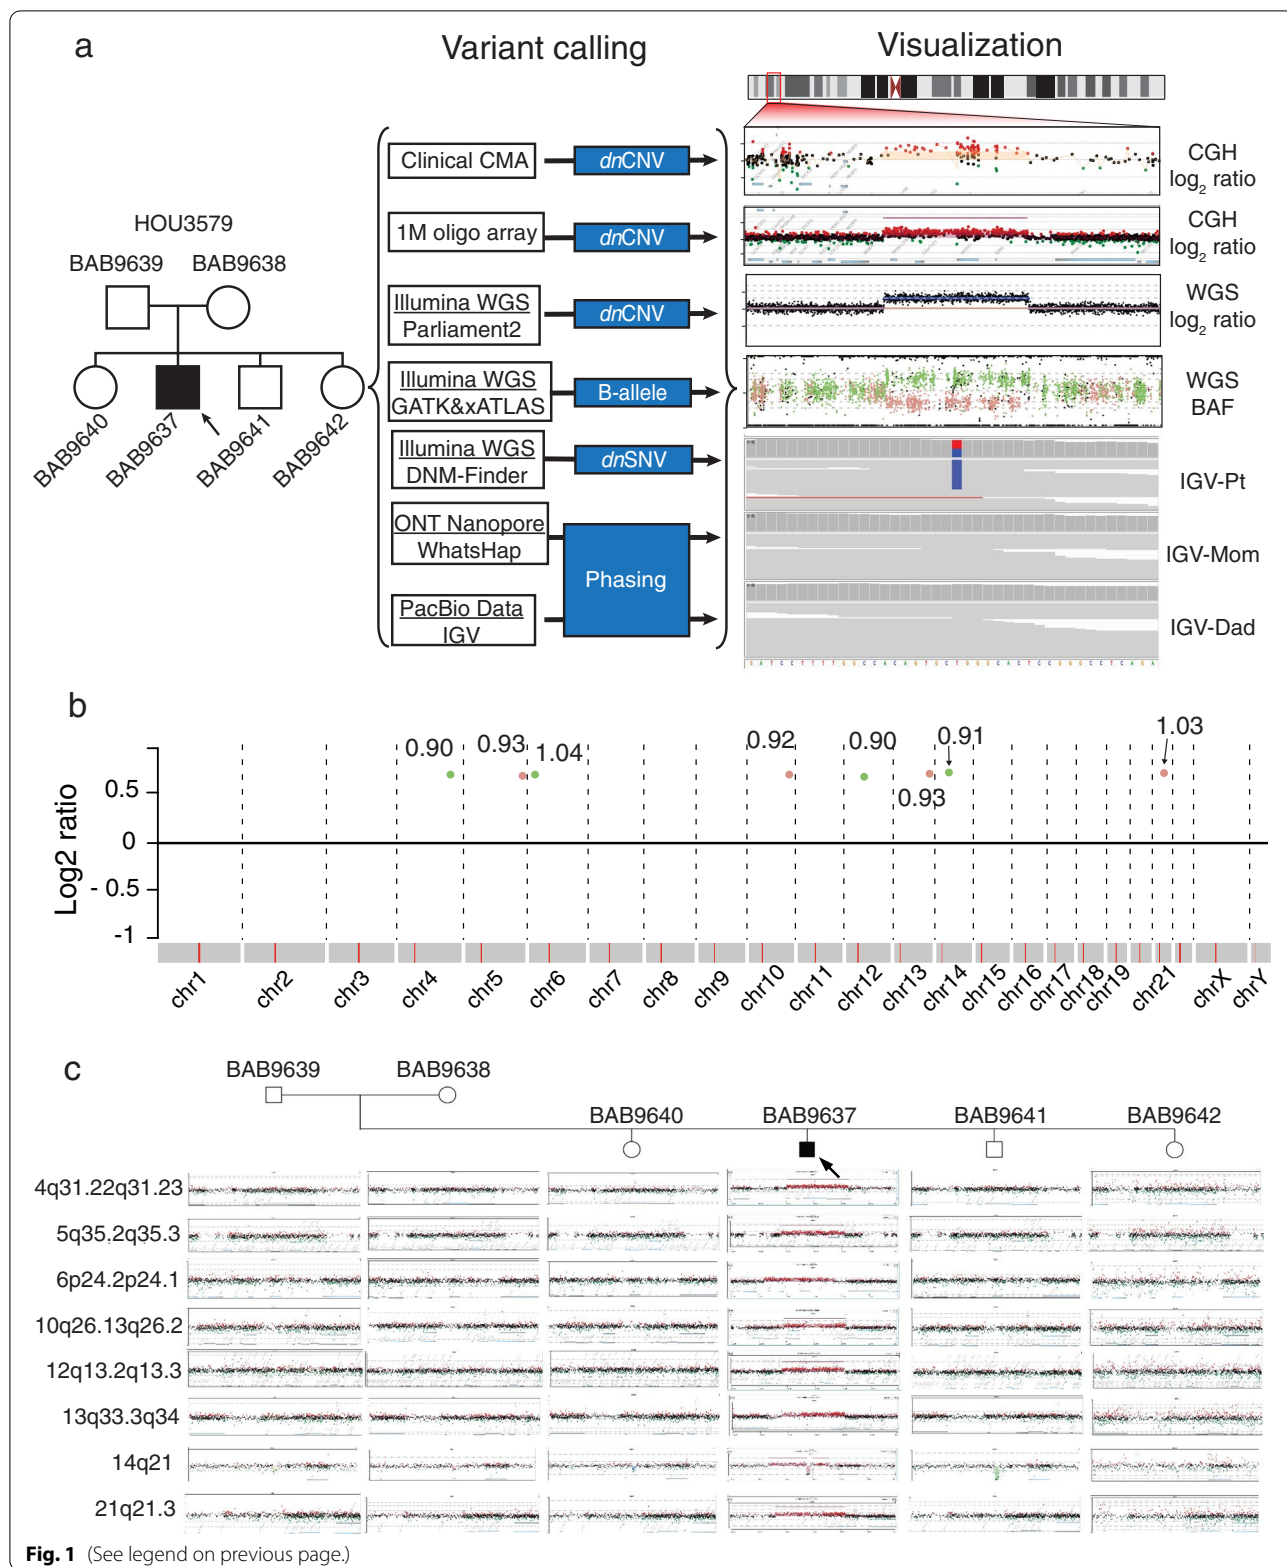 a
Variant calling
Visualization
HOU3579
BAB9639
BAB9638
BAB9640
BAB9637
BAB9641
BAB9642
Clinical CMA
dnCNV
1M oligo array
dnCNV
Illumina WGS
Parliament2
dnCNV
Illumina WGS
GATK&xATLAS
B-allele
Illumina WGS
DNM-Finder
dnSNV
ONT Nanopore
WhatsHap
Phasing
PacBio Data
IGV
CGH
log2 ratio
CGH
log2 ratio
WGS
log2 ratio
WGS
BAF
IGV-Pt
IGV-Mom
IGV-Dad
G A T C C T T T T G G C C A C A G T G C T G G G C A C T C C G G G C C T C A G A
b
Log2 ratio
0.5
0
- 0.5
-1
0.90
0.93
1.04
0.92
0.90
0.93
0.91
1.03
chr1
chr2
chr3
chr4
chr5
chr6
chr7
chr8
chr9
chr10
chr11
chr12
chr13
chr14
chr15
chr16
chr17
chr18
chr19
chr21
chrX
chrY
c
BAB9639
BAB9638
BAB9640
BAB9637
BAB9641
BAB9642
4q31.22q31.23
5q35.2q35.3
6p24.2p24.1
10q26.13q26.2
12q13.2q13.3
13q33.3q34
14q21
21q21.3
Fig. 1 (See legend on previous page.)